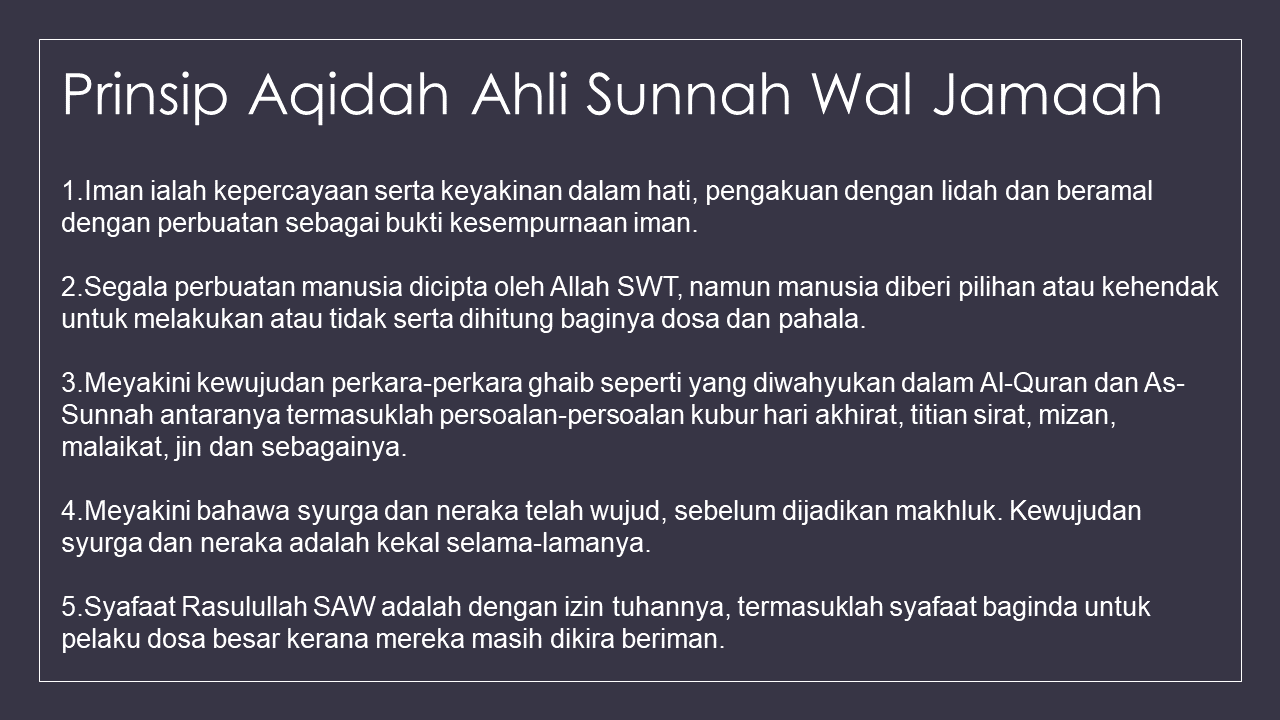 Prinsip Aqidah Ahli Sunnah Wal Jamaah
1.Iman ialah kepercayaan serta keyakinan dalam hati, pengakuan dengan lidah dan beramal
dengan perbuatan sebagai bukti kesempurnaan iman.
2.Segala perbuatan manusia dicipta oleh Allah SWT, namun manusia diberi pilihan atau kehendak
untuk melakukan atau tidak serta dihitung baginya dosa dan pahala.
3.Meyakini kewujudan perkara-perkara ghaib seperti yang diwahyukan dalam Al-Quran dan As-
Sunnah antaranya termasuklah persoalan-persoalan kubur hari akhirat, titian sirat, mizan,
malaikat, jin dan sebagainya.
4.Meyakini bahawa syurga dan neraka telah wujud, sebelum dijadikan makhluk. Kewujudan
syurga dan neraka adalah kekal selama-lamanya.
5.Syafaat Rasulullah SAW adalah dengan izin tuhannya, termasuklah syafaat baginda untuk
pelaku dosa besar kerana mereka masih dikira beriman.